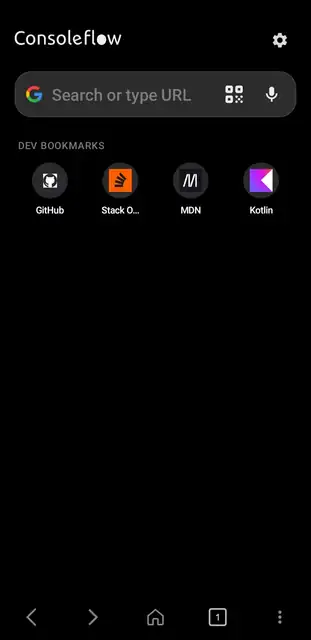 Consoleflow
Search or type URL
DEV BOOKMARKS
GitHub Stack O... MDN Kotlin
1